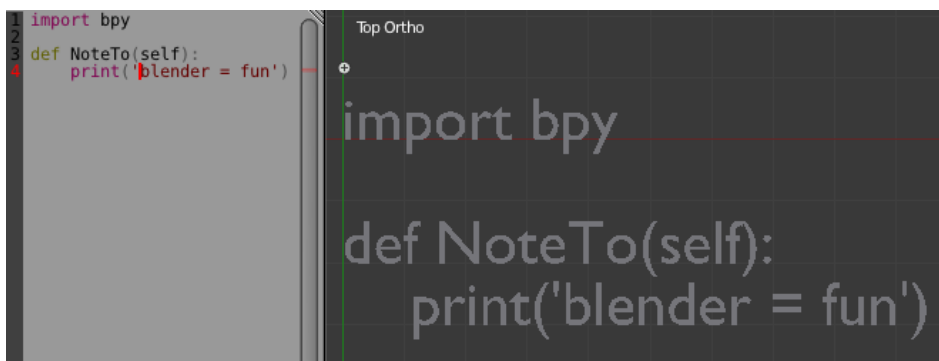 1 import bpy
2
3 def NoteTo(self):
4     print('blender = fun')
Top Ortho
import bpy
def NoteTo(self):
    print('blender = fun')